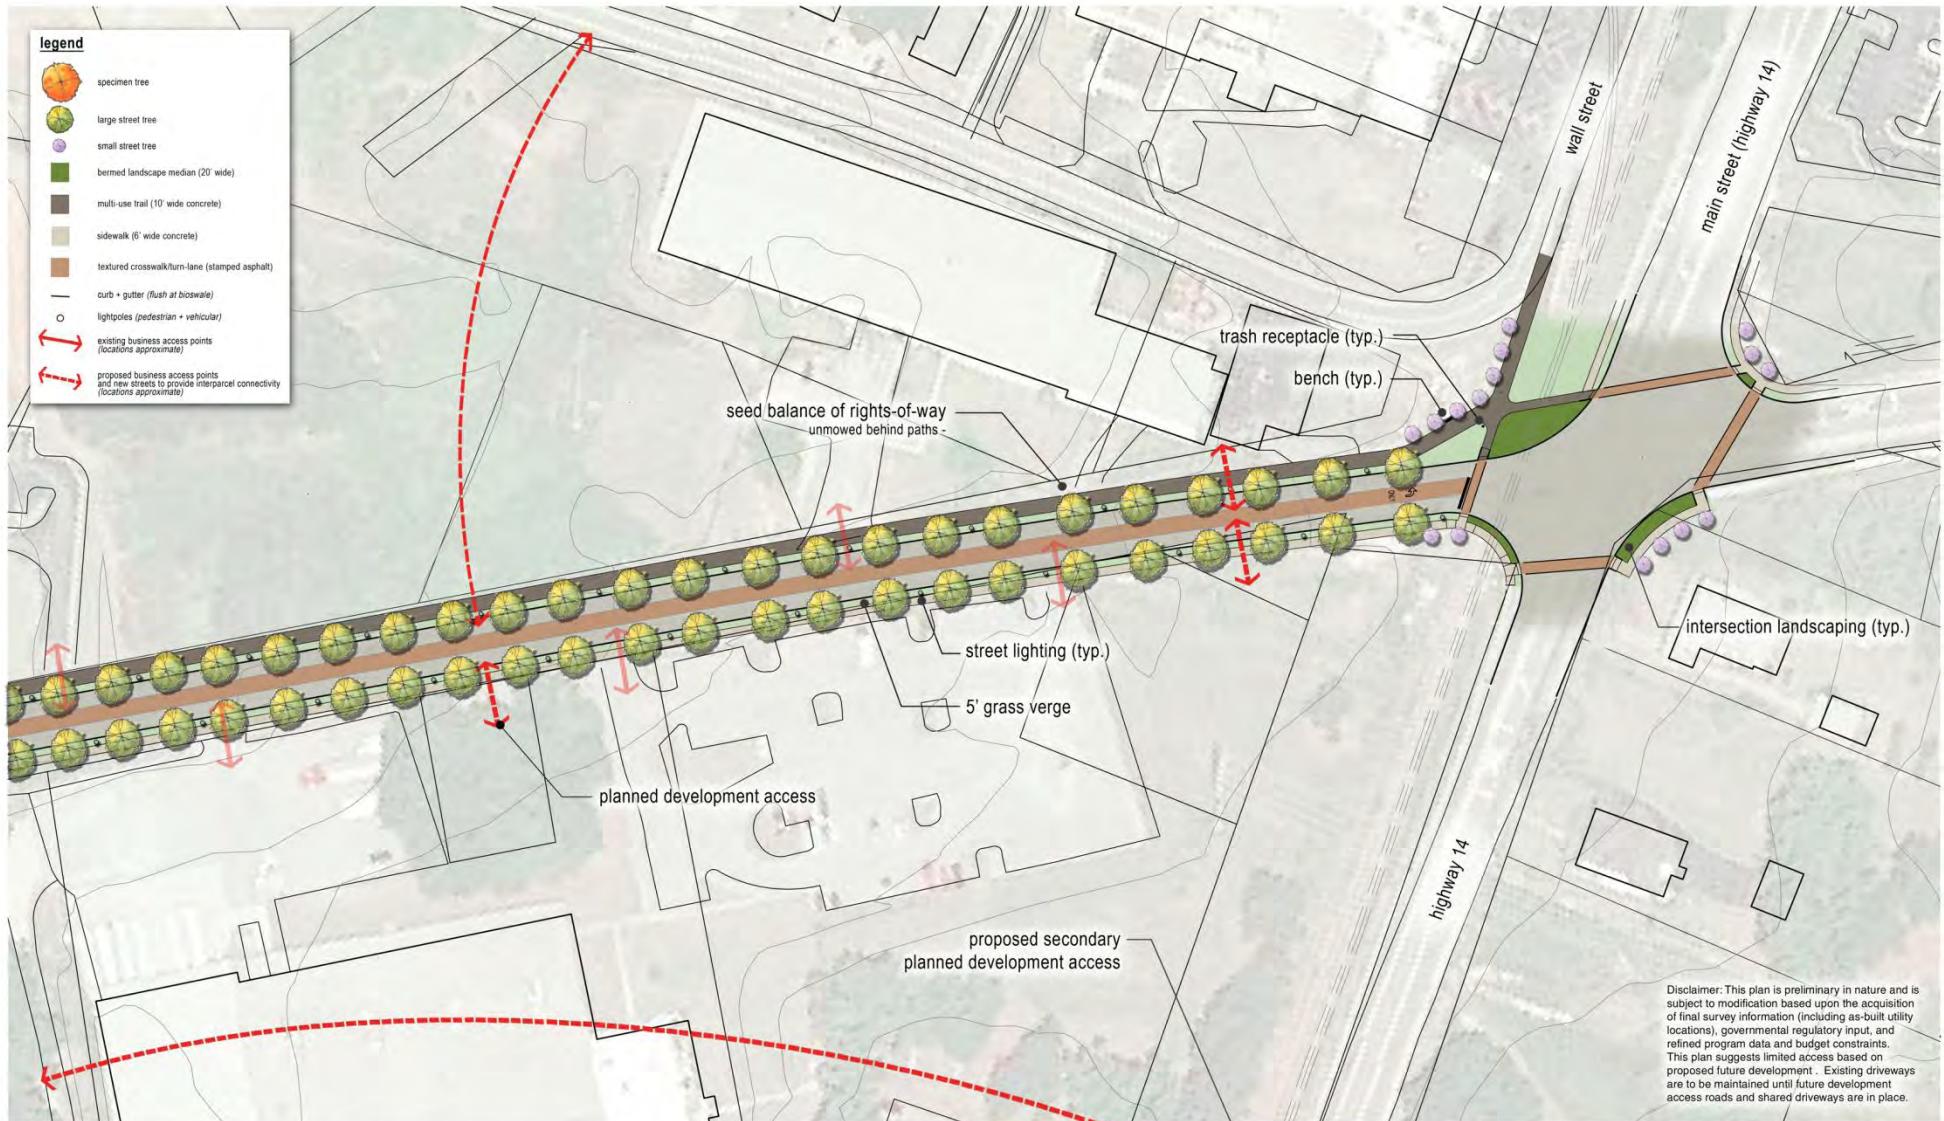 legend
specimen tree
large street tree
small street tree
bermed landscape median (20' wide)
multi-use trail (10' wide concrete)
sidewalk (6' wide concrete)
textured crosswalk/turn-lane (stamped asphalt)
curb + gutter (flush at bioswale)
lightpoles (pedestrian + vehicular)
existing business access points
(locations approximate)
proposed business access points
and new streets to provide interparcel connectivity
(locations approximate)
wall street
main street (highway 14)
trash receptacle (typ.)
bench (typ.)
seed balance of rights-of-way
unmowed behind paths -
street lighting (typ.)
5' grass verge
intersection landscaping (typ.)
planned development access
highway 14
proposed secondary
planned development access
Disclaimer: This plan is preliminary in nature and is
subject to modification based upon the acquisition
of final survey information (including as-built utility
locations), governmental regulatory input, and
refined program data and budget constraints.
This plan suggests limited access based on
proposed future development . Existing driveways
are to be maintained until future development
access roads and shared driveways are in place.